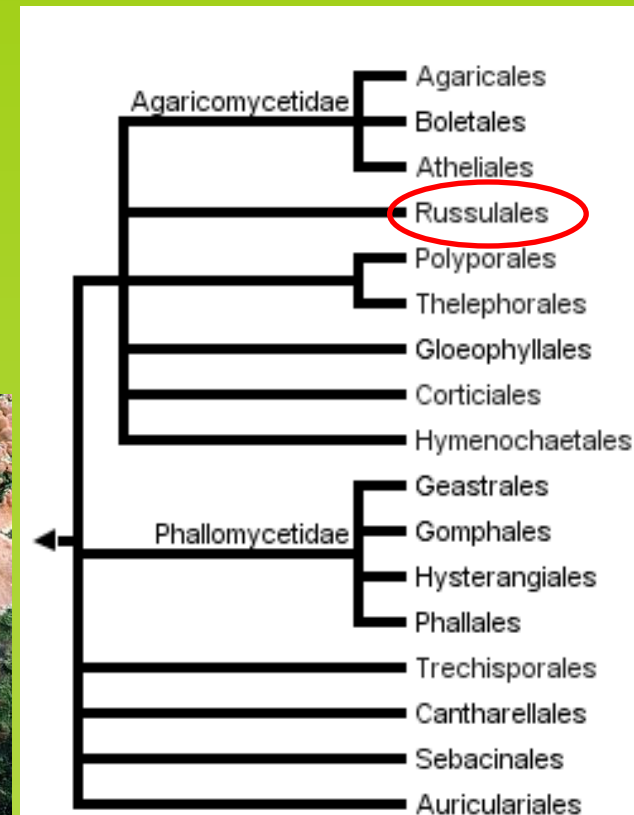 Agaricales
Agaricomycetidae
Boletales
Atheliales
Russulales
Polyporales
Thelephorales
Gloeophyllales
Corticiales
Hymenochaetales
Geastrales
Phallomycetidae
Gomphales
Hysterangiales
Phallales
Trechisporales
Cantharellales
Sebacinales
Auriculariales